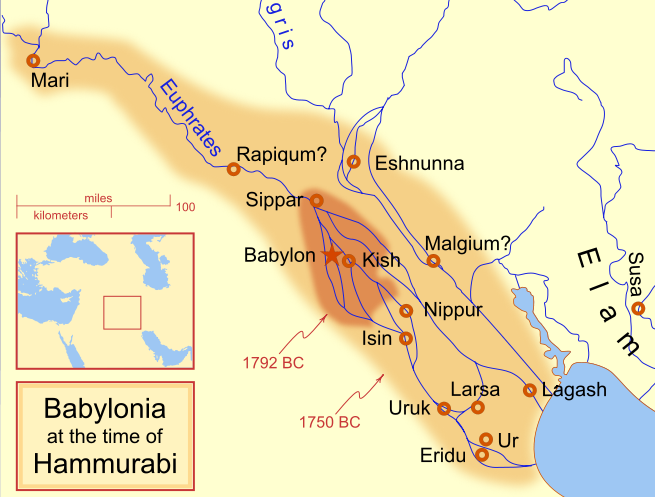 gris
Mari
Euphrates
Rapiqum?
Eshnunna
Sippar
miles
kilometers
100
Babylon
Kish
Malgium?
Elam
Susa
Nippur
Isin
1792 BC
1750 BC
Larsa
Lagash
Uruk
Ur
Eridu
Babylonia
at the time of
Hammurabi